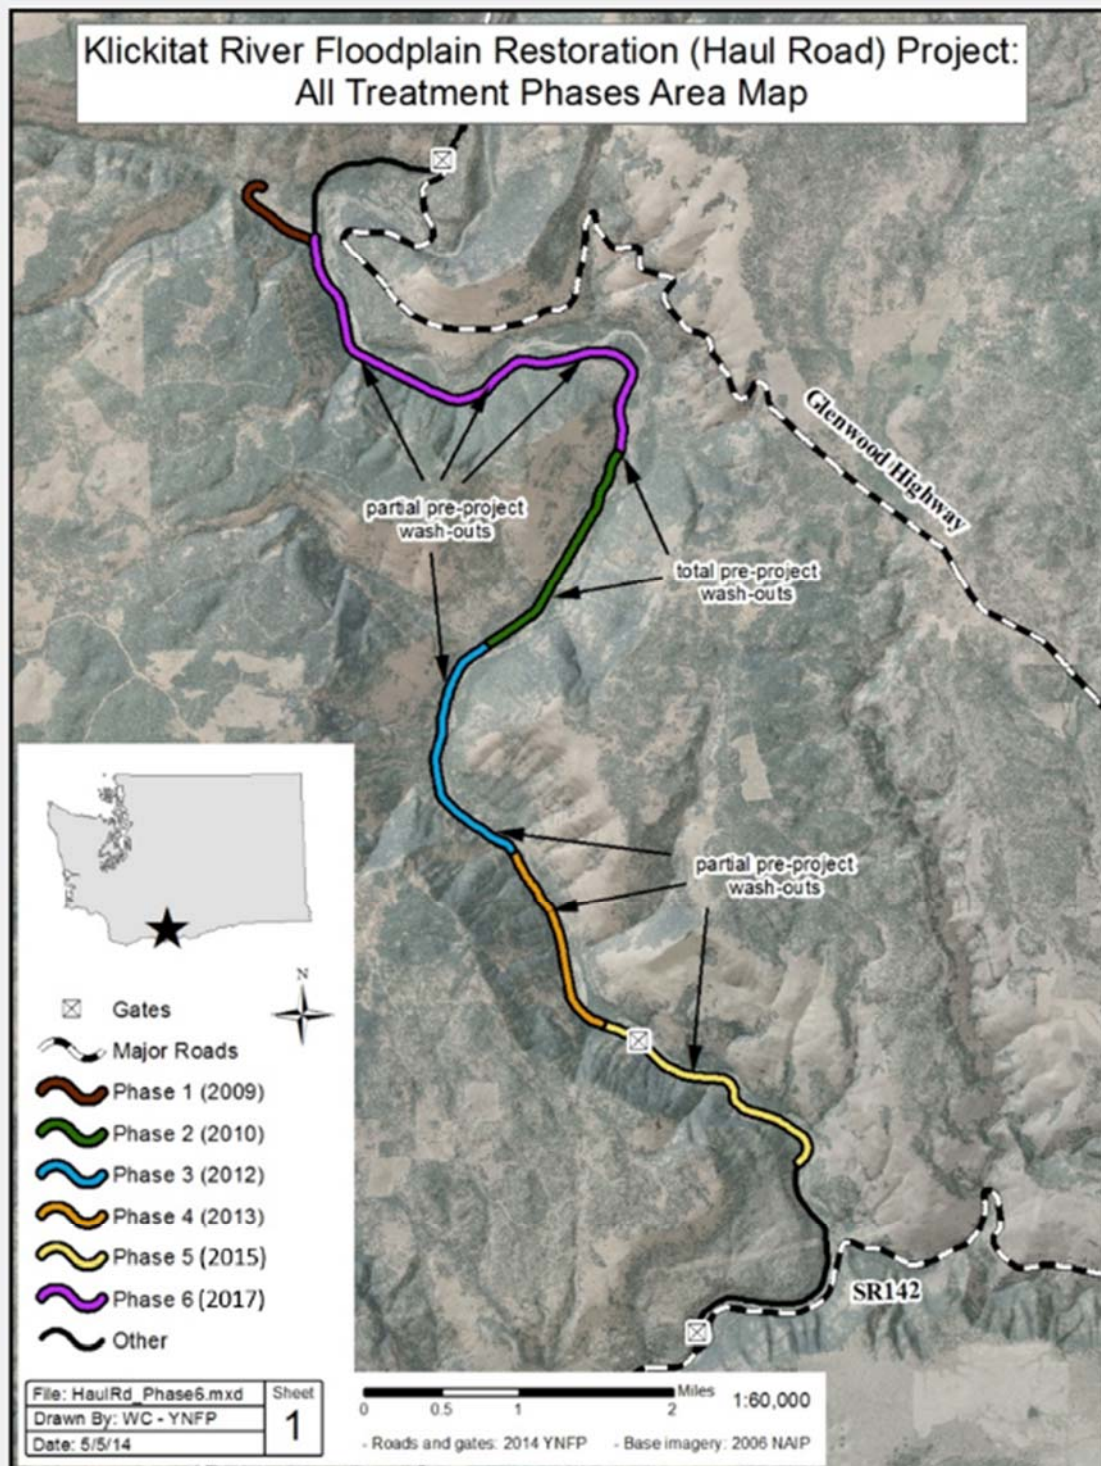 Klickitat River Floodplain Restoration (Haul Road) Project:
All Treatment Phases Area Map
Glenwood Highway
partial pre-project
wash-outs
total pre-project
wash-outs
partial pre-project
wash-outs
SR142
N
Gates
Major Roads
Phase 1 (2009)
Phase 2 (2010)
Phase 3 (2012)
Phase 4 (2013)
Phase 5 (2015)
Phase 6 (2017)
Other
File: HaulRd_Phase6.mxd
Drawn By: WC - YNFP
Date: 5/5/14
Sheet
1
Miles
0 0.5 1 2
1:60,000
- Roads and gates: 2014 YNFP - Base imagery: 2006 NAIP